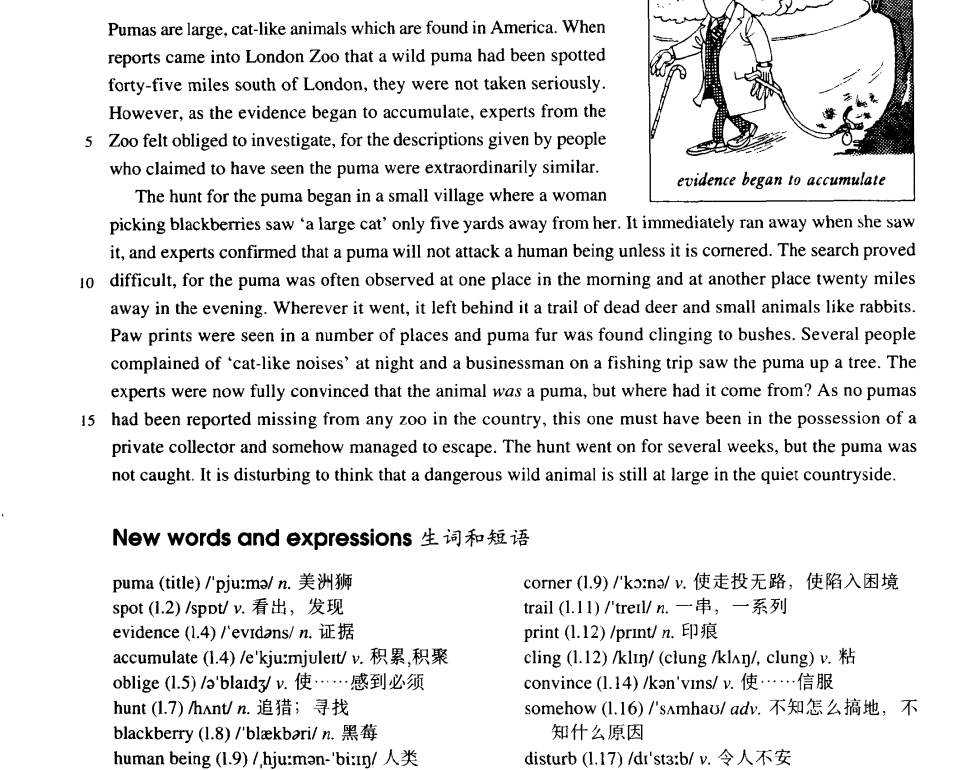 Pumas are large, cat-like animals which are found in America. When
reports came into London Zoo that a wild puma had been spotted
forty-five miles south of London, they were not taken seriously.
However, as the evidence began to accumulate, experts from the
5 Zoo felt obliged to investigate, for the descriptions given by people
who claimed to have seen the puma were extraordinarily similar.
evidence began to accumulate
The hunt for the puma began in a small village where a woman
picking blackberries saw ‘a large cat’ only five yards away from her. It immediately ran away when she saw
it, and experts confirmed that a puma will not attack a human being unless it is cornered. The search proved
10 difficult, for the puma was often observed at one place in the morning and at another place twenty miles
away in the evening. Wherever it went, it left behind it a trail of dead deer and small animals like rabbits.
Paw prints were seen in a number of places and puma fur was found clinging to bushes. Several people
complained of ‘cat-like noises’ at night and a businessman on a fishing trip saw the puma up a tree. The
experts were now fully convinced that the animal was a puma, but where had it come from? As no pumas
15 had been reported missing from any zoo in the country, this one must have been in the possession of a
private collector and somehow managed to escape. The hunt went on for several weeks, but the puma was
not caught. It is disturbing to think that a dangerous wild animal is still at large in the quiet countryside.
New words and expressions 生词和短语
puma (title) /'pju:mə/ n. 美洲狮
spot (l.2) /spɒt/ v. 看出，发现
evidence (l.4) /'evɪdəns/ n. 证据
accumulate (l.4) /ə'kju:mjʊleɪt/ v. 积累,积聚
oblige (l.5) /ə'blaɪdʒ/ v. 使……感到必须
hunt (l.7) /hʌnt/ n. 追猎；寻找
blackberry (l.8) /'blækbəri/ n. 黑莓
human being (l.9) /ˌhju:mən-'bi:ɪŋ/ 人类
corner (l.9) /'kɔ:nə/ v. 使走投无路，使陷入困境
trail (l.11) /'treɪl/ n. 一串，一系列
print (l.12) /prɪnt/ n. 印痕
cling (l.12) /klɪŋ/ (clung /klʌŋ/, clung) v. 粘
convince (l.14) /kən'vɪns/ v. 使……信服
somehow (l.16) /'sʌmhaʊ/ adv. 不知怎么搞地，不
知什么原因
disturb (l.17) /dɪ'stɜ:b/ v. 令人不安